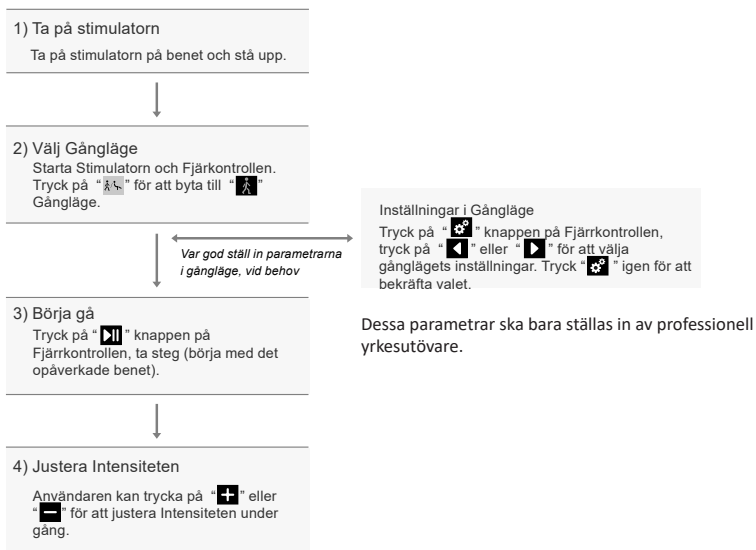 1) Ta på stimulatorn
Ta på stimulatorn på benet och stå upp.
2) Välj Gångläge
Starta Stimulatorn och Fjärkontrollen.
Tryck på “ ” för att byta till “ ”
Gångläge.
Var god ställ in parametrarna
i gångläge, vid behov
Inställningar i Gångläge
Tryck på “ ” knappen på Fjärrkontrollen,
tryck på “ ” eller “ ” för att välja
gånglägets inställningar. Tryck “ ” igen för att
bekräfta valet.
Dessa parametrar ska bara ställas in av professionell
yrkesutövare.
3) Börja gå
Tryck på “ ” knappen på
Fjärrkontrollen, ta steg (börja med det
opåverkade benet).
4) Justera Intensiteten
Användaren kan trycka på “ + ” eller
“ − ” för att justera Intensiteten under
gång.